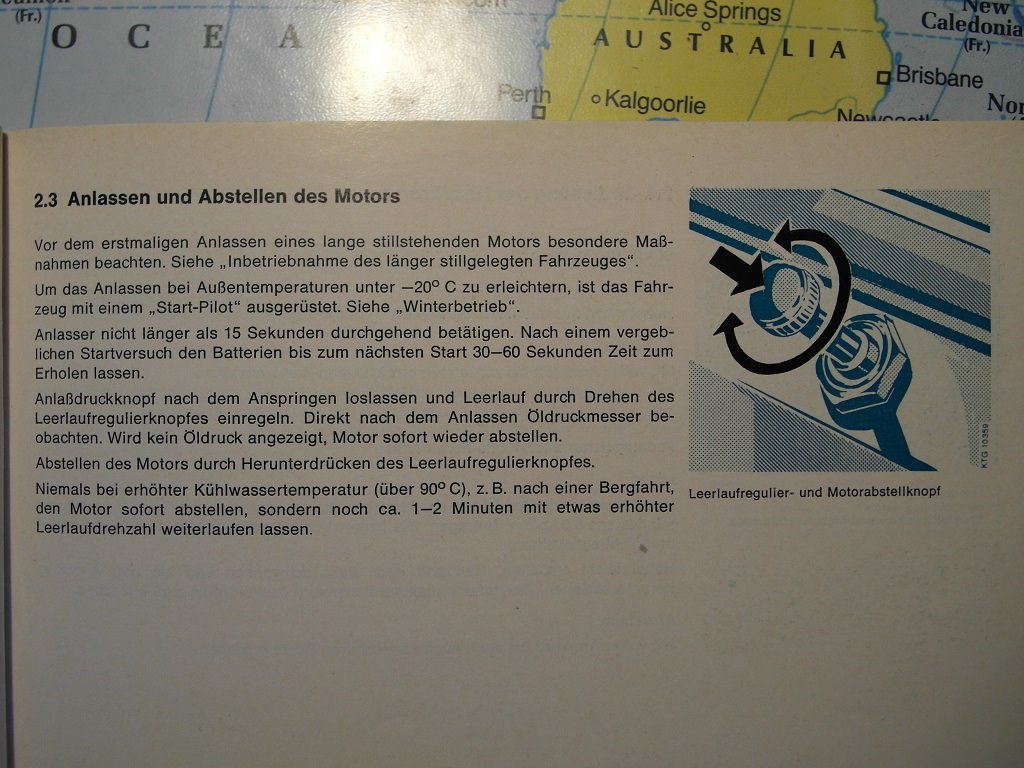 (Fr.)
O C E A
Alice Springs
AUSTRALIA
New
Caledonia
(Fr.)
Brisbane
Perth
Kalgoorlie
Newcastle
2.3 Anlassen und Abstellen des Motors
Vor dem erstmaligen Anlassen eines lange stillstehenden Motors besondere Maß-
nahmen beachten. Siehe „Inbetriebnahme des länger stillgelegten Fahrzeuges“.
Um das Anlassen bei Außentemperaturen unter —20° C zu erleichtern, ist das Fahr-
zeug mit einem „Start-Pilot“ ausgerüstet. Siehe „Winterbetrieb“.
Anlasser nicht länger als 15 Sekunden durchgehend betätigen. Nach einem vergeb-
lichen Startversuch den Batterien bis zum nächsten Start 30—60 Sekunden Zeit zum
Erholen lassen.
Anlaßdruckknopf nach dem Anspringen loslassen und Leerlauf durch Drehen des
Leerlaufregulierknopfes einregeln. Direkt nach dem Anlassen Öldruckmesser be-
obachten. Wird kein Öldruck angezeigt, Motor sofort wieder abstellen.
Abstellen des Motors durch Herunterdrücken des Leerlaufregulierknopfes.
Niemals bei erhöhter Kühlwassertemperatur (über 90° C), z. B. nach einer Bergfahrt,
den Motor sofort abstellen, sondern noch ca. 1—2 Minuten mit etwas erhöhter
Leerlaufdrehzahl weiterlaufen lassen.
KTG 10359
Leerlaufregulier- und Motorabstellknopf